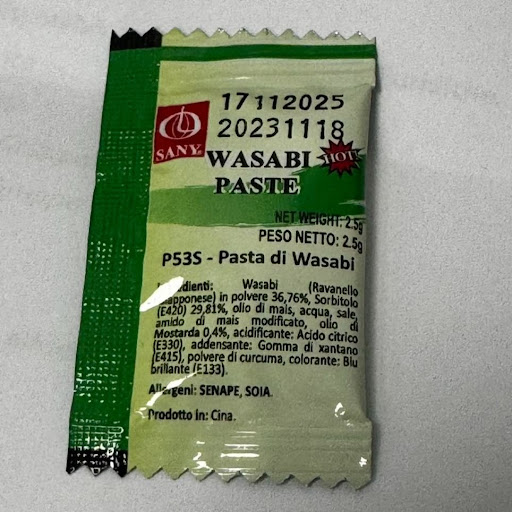 17112025
20231118
SANY®
WASABI
HOT
PASTE
NET WEIGHT: 2.5g
PESO NETTO: 2.5g
P53S - Pasta di Wasabi
Ingredienti: Wasabi (Ravanello
Giapponese) in polvere 36,76%, Sorbitolo
(E420) 29,81%, olio di mais, acqua, sale,
amido di mais modificato, olio di
Mostarda 0,4%, acidificante: Acido citrico
(E330), addensante: Gomma di xantano
(E415), polvere di curcuma, colorante: Blu
brillante (E133).
Allergeni: SENAPE, SOIA.
Prodotto in: Cina.